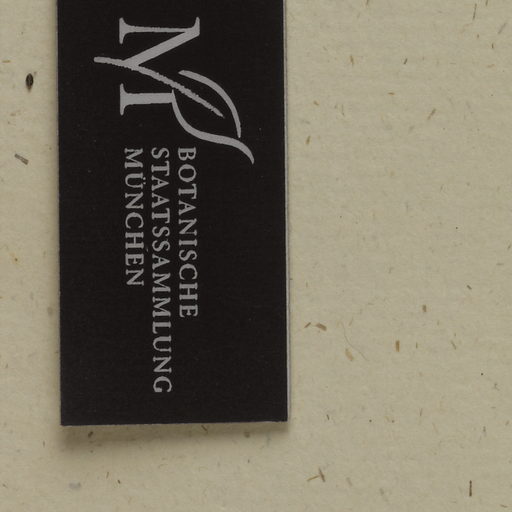 M
BOTANISCHE
STAATSSAMMLUNG
MÜNCHEN